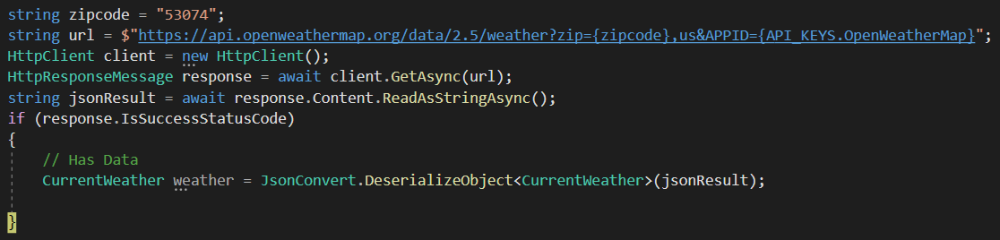 string zipcode = "53074";
string url = $"https://api.openweathermap.org/data/2.5/weather?zip={zipcode},us&APPID={API_KEYS.OpenWeatherMap}";
HttpClient client = new HttpClient();
HttpResponseMessage response = await client.GetAsync(url);
string jsonResult = await response.Content.ReadAsStringAsync();
if (response.IsSuccessStatusCode)
{
    // Has Data
    CurrentWeather weather = JsonConvert.DeserializeObject<CurrentWeather>(jsonResult);
}